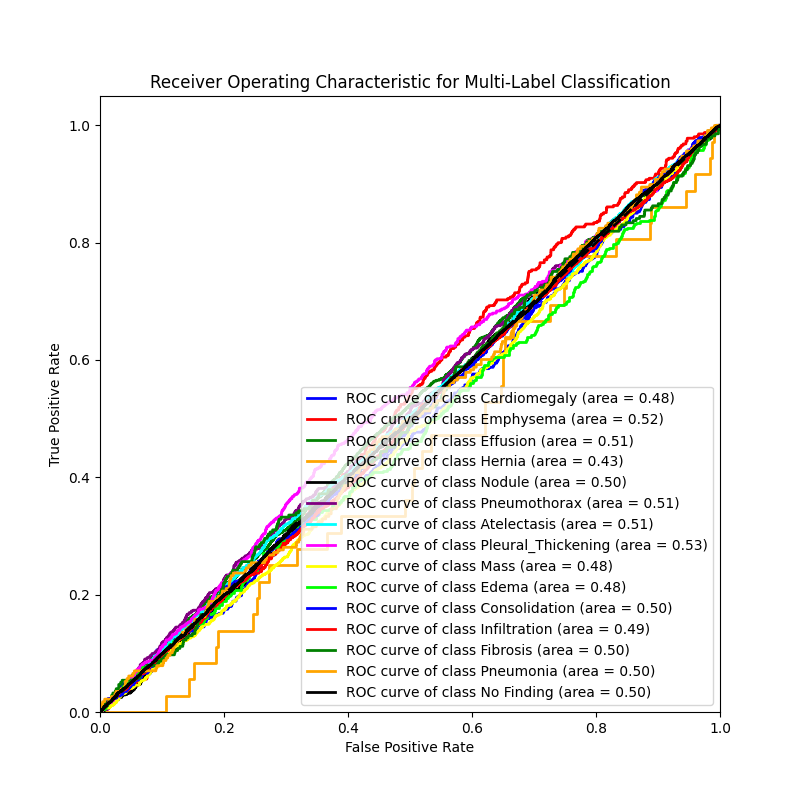 Receiver Operating Characteristic for Multi-Label Classification
1.0
0.8
0.6
0.4
0.2
0.0
True Positive Rate
ROC curve of class Cardiomegaly (area = 0.48)
ROC curve of class Emphysema (area = 0.52)
ROC curve of class Effusion (area = 0.51)
ROC curve of class Hernia (area = 0.43)
ROC curve of class Nodule (area = 0.50)
ROC curve of class Pneumothorax (area = 0.51)
ROC curve of class Atelectasis (area = 0.51)
ROC curve of class Pleural_Thickening (area = 0.53)
ROC curve of class Mass (area = 0.48)
ROC curve of class Edema (area = 0.48)
ROC curve of class Consolidation (area = 0.50)
ROC curve of class Infiltration (area = 0.49)
ROC curve of class Fibrosis (area = 0.50)
ROC curve of class Pneumonia (area = 0.50)
ROC curve of class No Finding (area = 0.50)
0.0 0.2 0.4 0.6 0.8 1.0
False Positive Rate